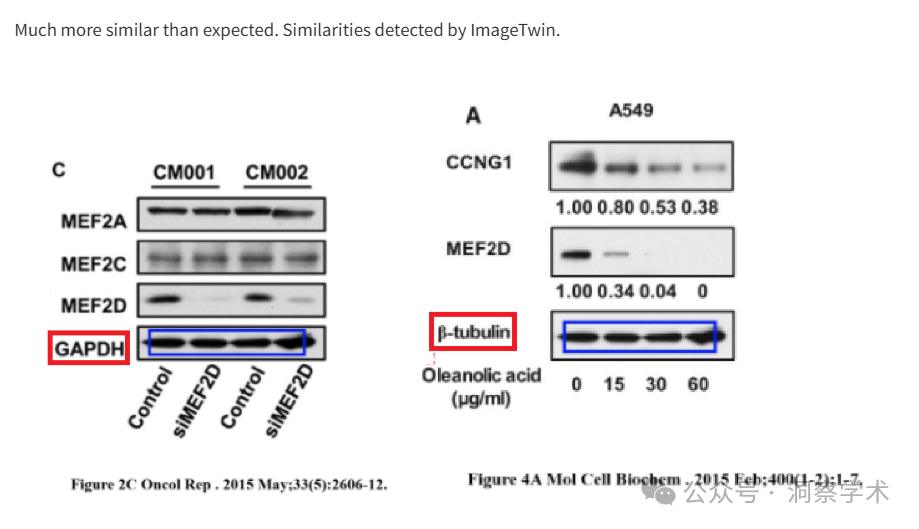 Much more similar than expected. Similarities detected by ImageTwin.
C
CM001 CM002
MEF2A
MEF2C
MEF2D
GAPDH
Control
siMEF2D
Control
siMEF2D
Figure 2C Oncol Rep . 2015 May;33(5):2606-12.
A
A549
CCNG1
1.00 0.80 0.53 0.38
MEF2D
1.00 0.34 0.04 0
β-tubulin
Oleanolic acid 0 15 30 60
(μg/ml)
Figure 4A Mol Cell Biochem . 2015 Feb;400(1-2):1-7.
公众号 · 洞察学术